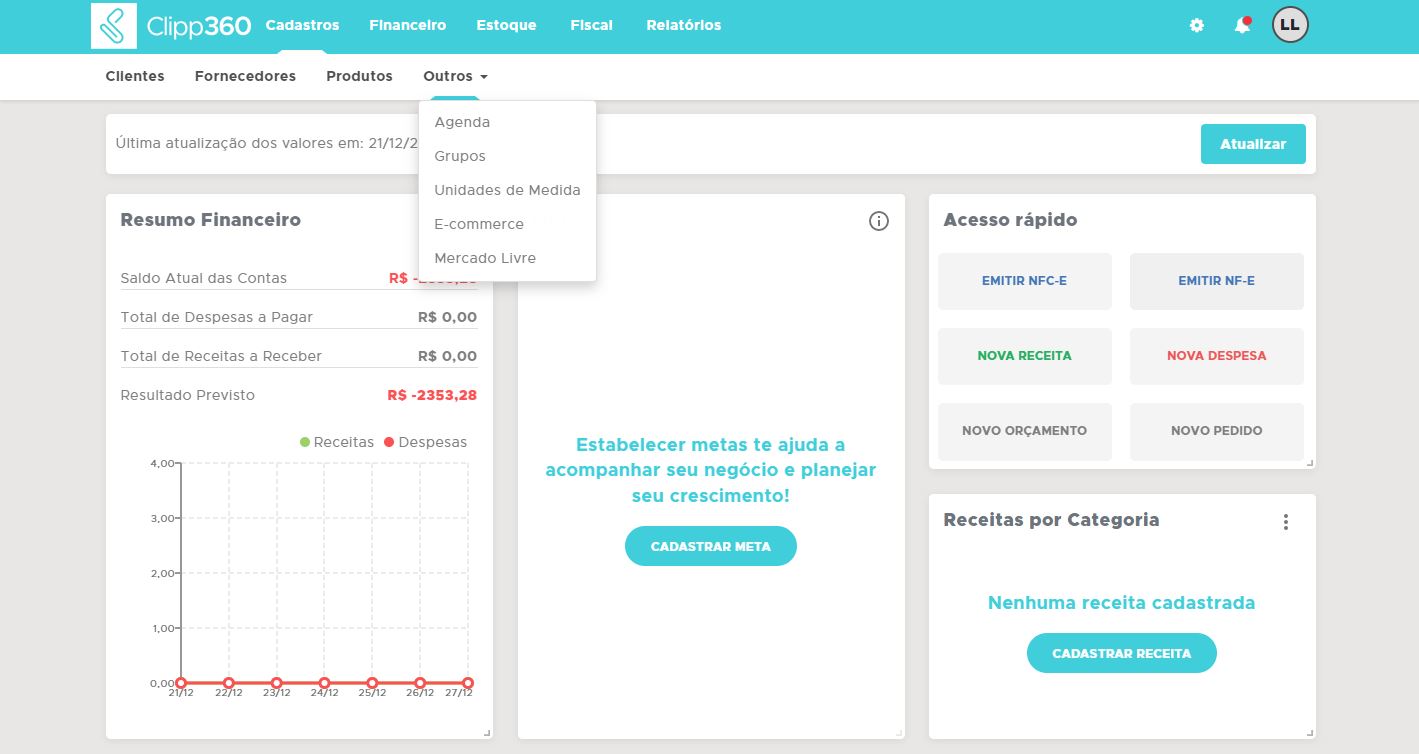 Clipp360 Cadastros Financeiro Estoque Fiscal Relatórios LL
Clientes Fornecedores Produtos Outros
Agenda
Grupos
Unidades de Medida
E-commerce
Mercado Livre
Última atualização dos valores em: 21/12/2
Atualizar
Resumo Financeiro
Saldo Atual das Contas R$
Total de Despesas a Pagar R$ 0,00
Total de Receitas a Receber R$ 0,00
Resultado Previsto R$ -2353,28
Receitas Despesas
4,00
3,00
2,00
1,00
0,00
21/12 22/12 23/12 24/12 25/12 26/12 27/12
Estabelecer metas te ajuda a
acompanhar seu negócio e planejar
seu crescimento!
CADASTRAR META
Acesso rápido
EMITIR NFC-E EMITIR NF-E
NOVA RECEITA NOVA DESPESA
NOVO ORÇAMENTO NOVO PEDIDO
Receitas por Categoria
Nenhuma receita cadastrada
CADASTRAR RECEITA